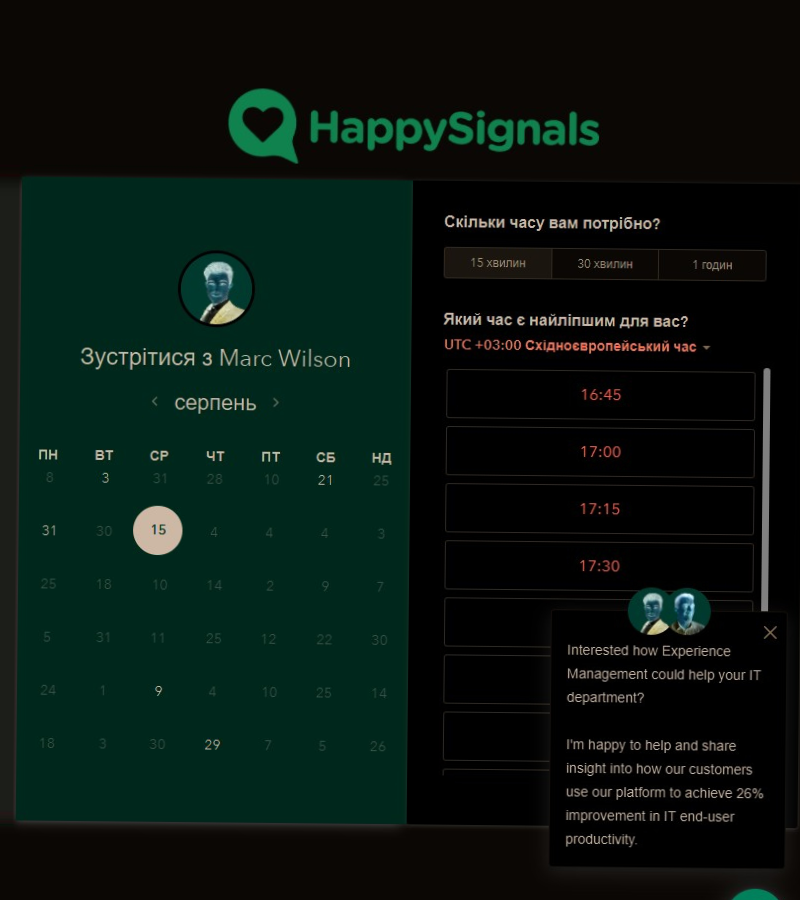 HappySignals
Зустрітися з Marc Wilson
серпень
ПН ВТ СР ЧТ ПТ СБ НД
8 3 31 28 10 21 25
31 30 15 4 4 4 3
25 18 10 14 2 9 7
5 31 11 25 12 22 30
24 1 9 4 10 25 14
18 3 30 29 7 5 26
Скільки часу вам потрібно?
15 хвилин 30 хвилин 1 годин
Який час є найліпшим для вас?
UTC +03:00 Східноєвропейський час
16:45
17:00
17:15
17:30
Interested how Experience
Management could help your IT
department?
I'm happy to help and share
insight into how our customers
use our platform to achieve 26%
improvement in IT end-user
productivity.